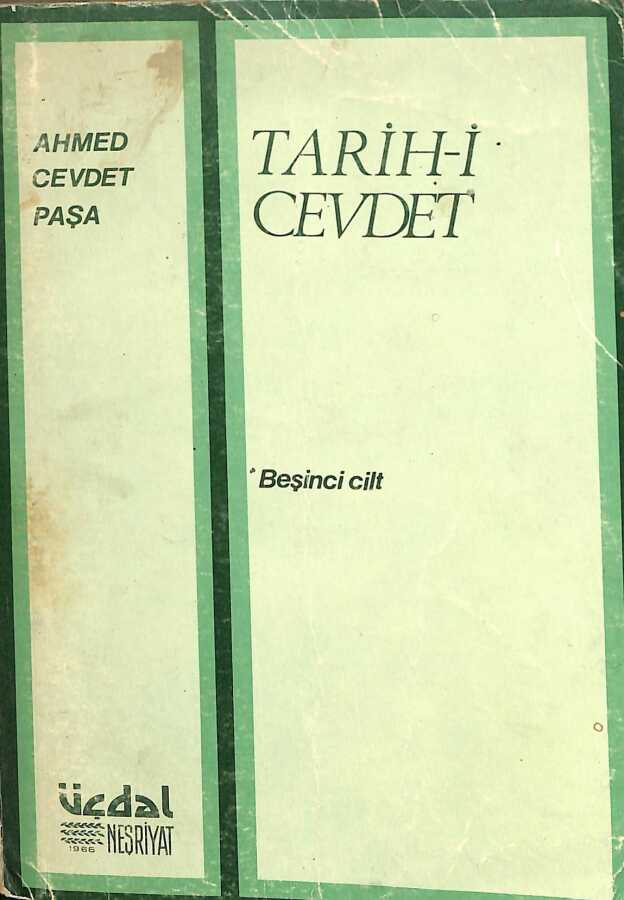 AHMED
CEVDET
PAŞA
TARİH-İ
CEVDET
Beşinci cilt
üçdal
NEŞRİYAT
1966